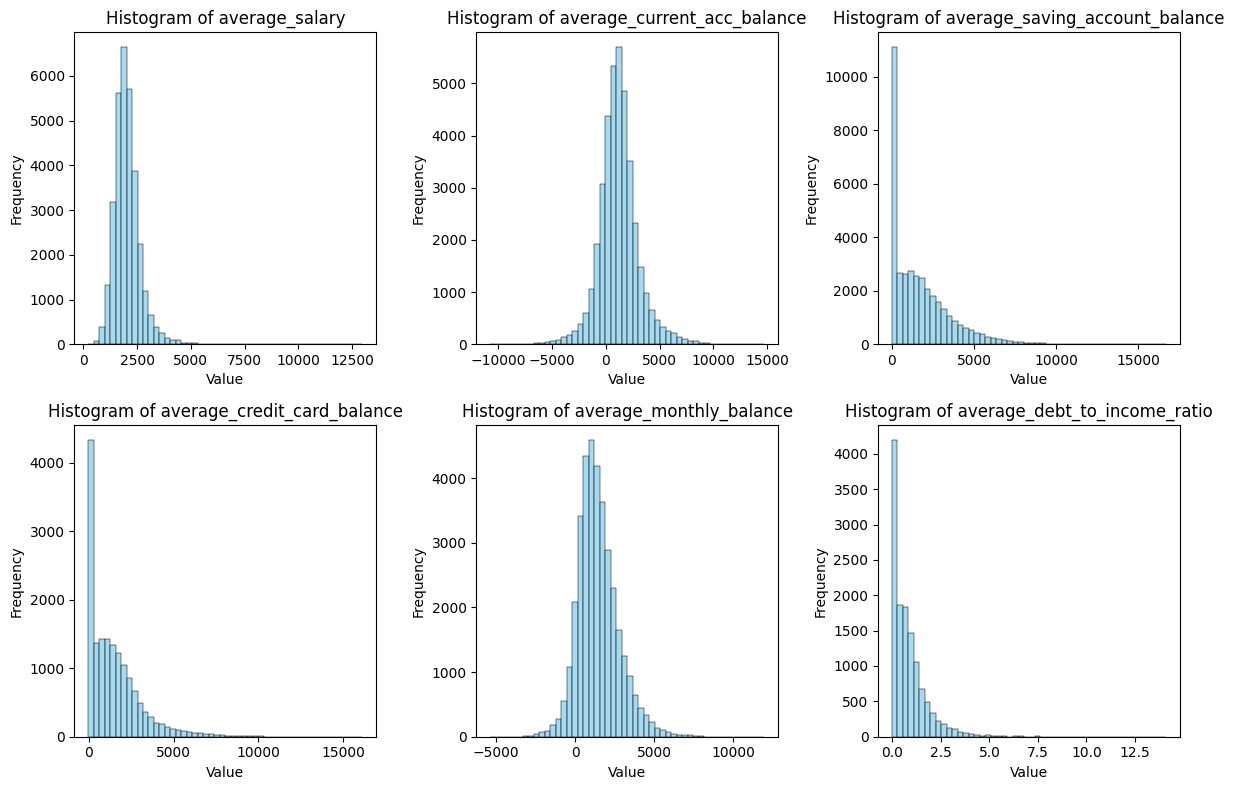 Histogram of average_salary
Frequency
6000
5000
4000
3000
2000
1000
0
0 2500 5000 7500 10000 12500
Value
Histogram of average_current_acc_balance
Frequency
5000
4000
3000
2000
1000
0
−10000 −5000 0 5000 10000 15000
Value
Histogram of average_saving_account_balance
Frequency
10000
8000
6000
4000
2000
0
0 5000 10000 15000
Value
Histogram of average_credit_card_balance
Frequency
4000
3000
2000
1000
0
0 5000 10000 15000
Value
Histogram of average_monthly_balance
Frequency
4000
3000
2000
1000
0
−5000 0 5000 10000
Value
Histogram of average_debt_to_income_ratio
Frequency
4000
3500
3000
2500
2000
1500
1000
500
0
0.0 2.5 5.0 7.5 10.0 12.5
Value